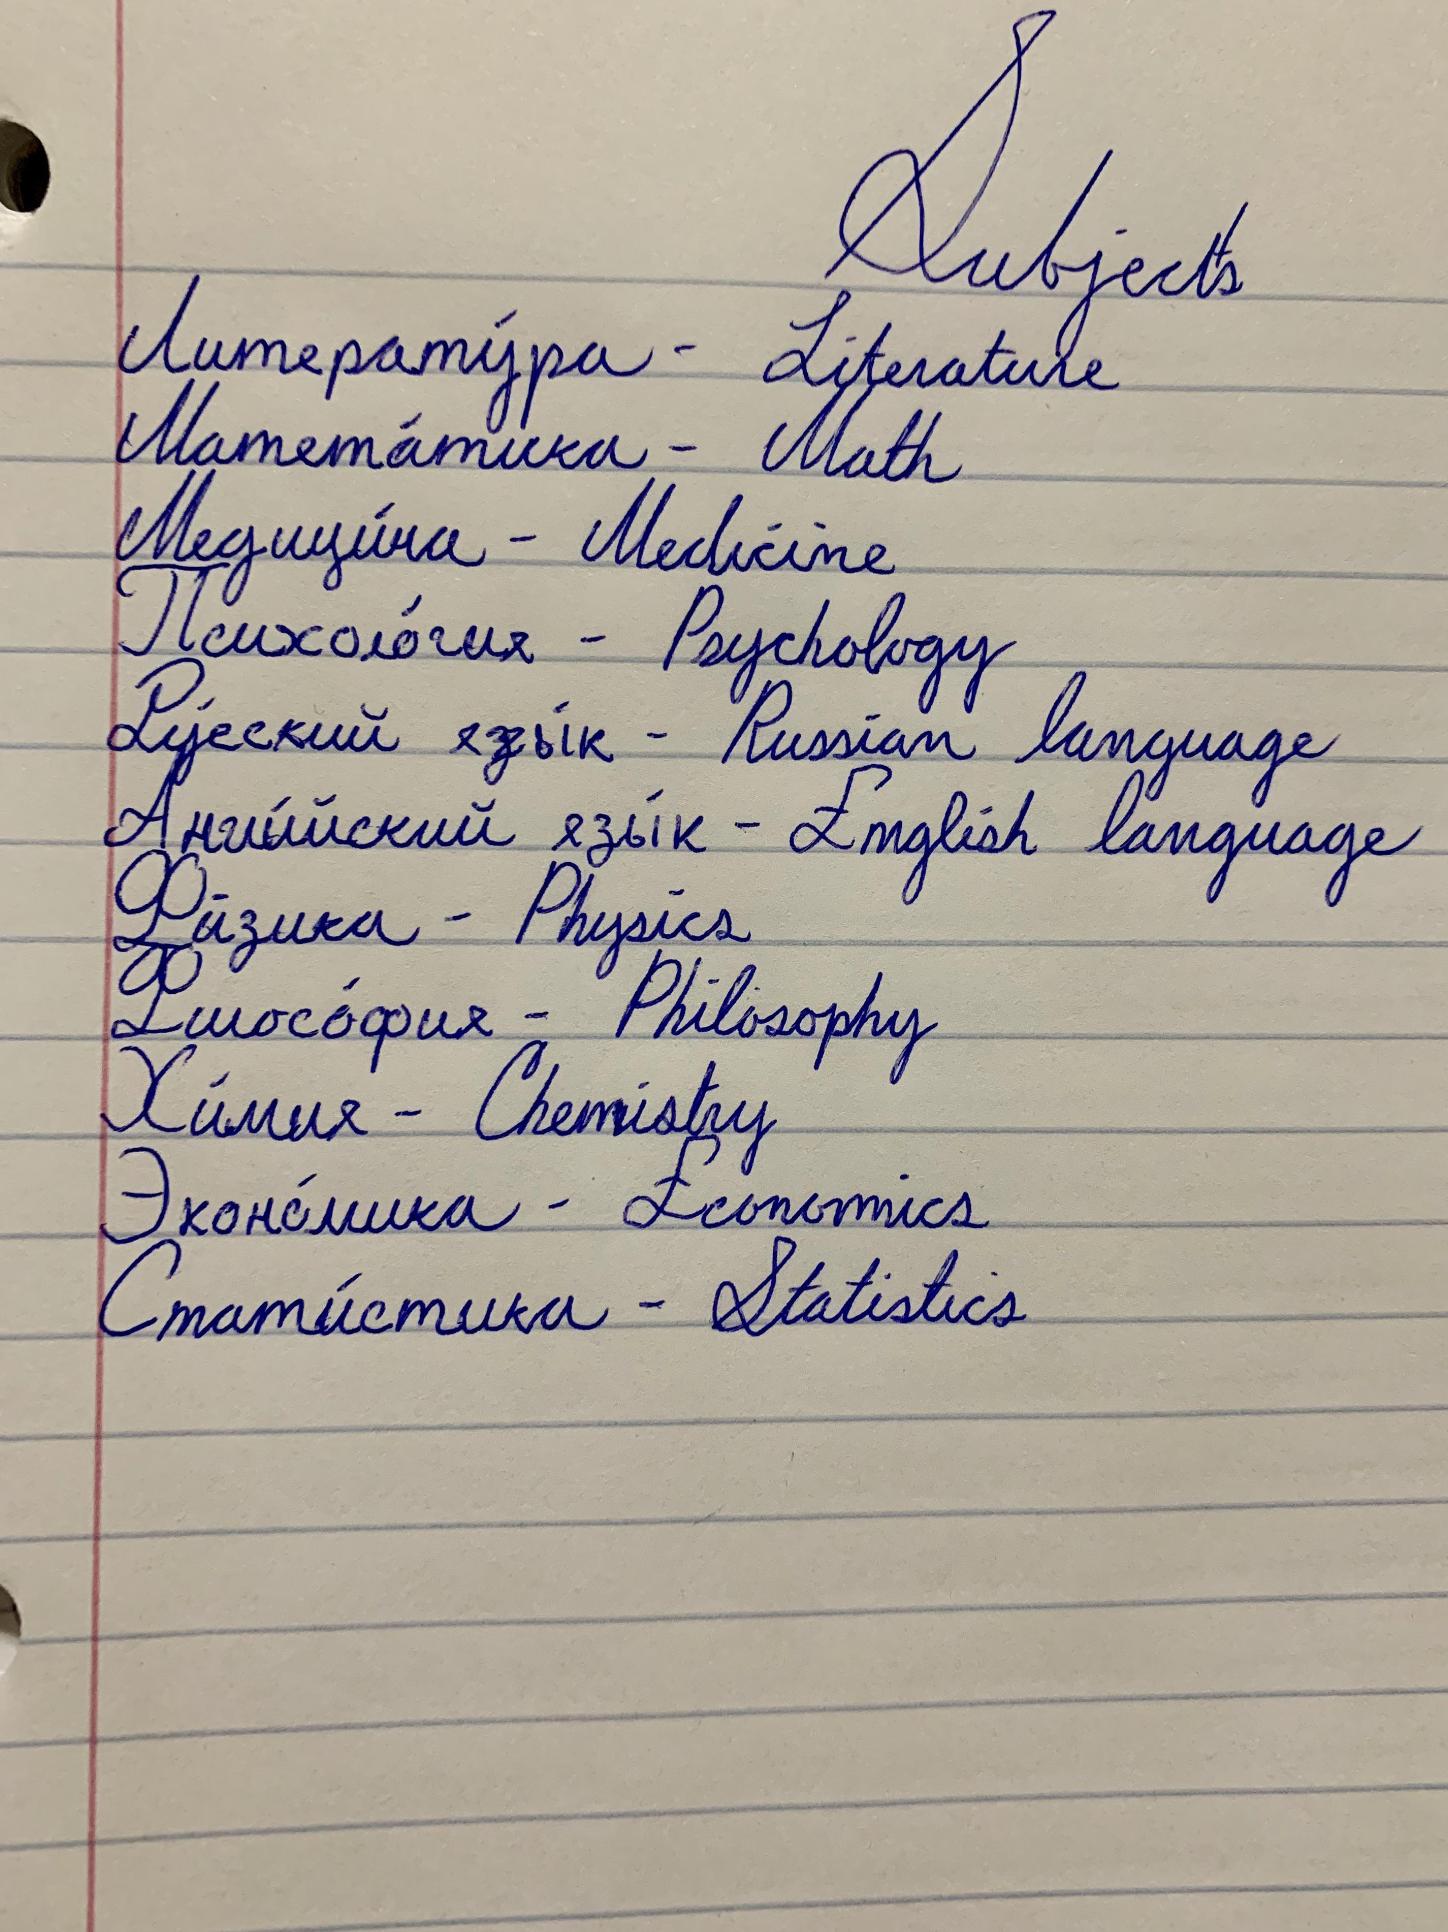 Subjects
Литерату́ра - Literature
Матема́тика - Math
Медици́на - Medicine
Психоло́гия - Psychology
Ру́сский язы́к - Russian language
Англи́йский язы́к - English language
Фи́зика - Physics
Филосо́фия - Philosophy
Хи́мия - Chemistry
Эконо́мика - Economics
Стати́стика - Statistics